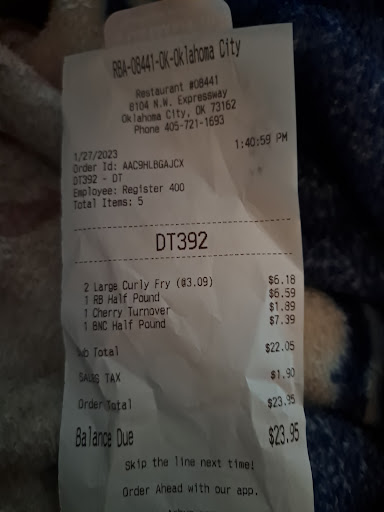 RBA-08441-OK-Oklahoma City
Restaurant #08441
8104 N.W. Expressway
Oklahoma City, OK 73162
Phone 405-721-1693
1/27/2023 1:40:59 PM
Order Id: AAC9HLBGAJCX
DT392 - DT
Employee: Register 400
Total Items: 5
DT392
2 Large Curly Fry (@3.09) $6.18
1 RB Half Pound $6.59
1 Cherry Turnover $1.89
1 BNC Half Pound $7.39
Sub Total $22.05
SALES TAX $1.90
Order Total $23.95
Balance Due $23.95
Skip the line next time!
Order Ahead with our app.